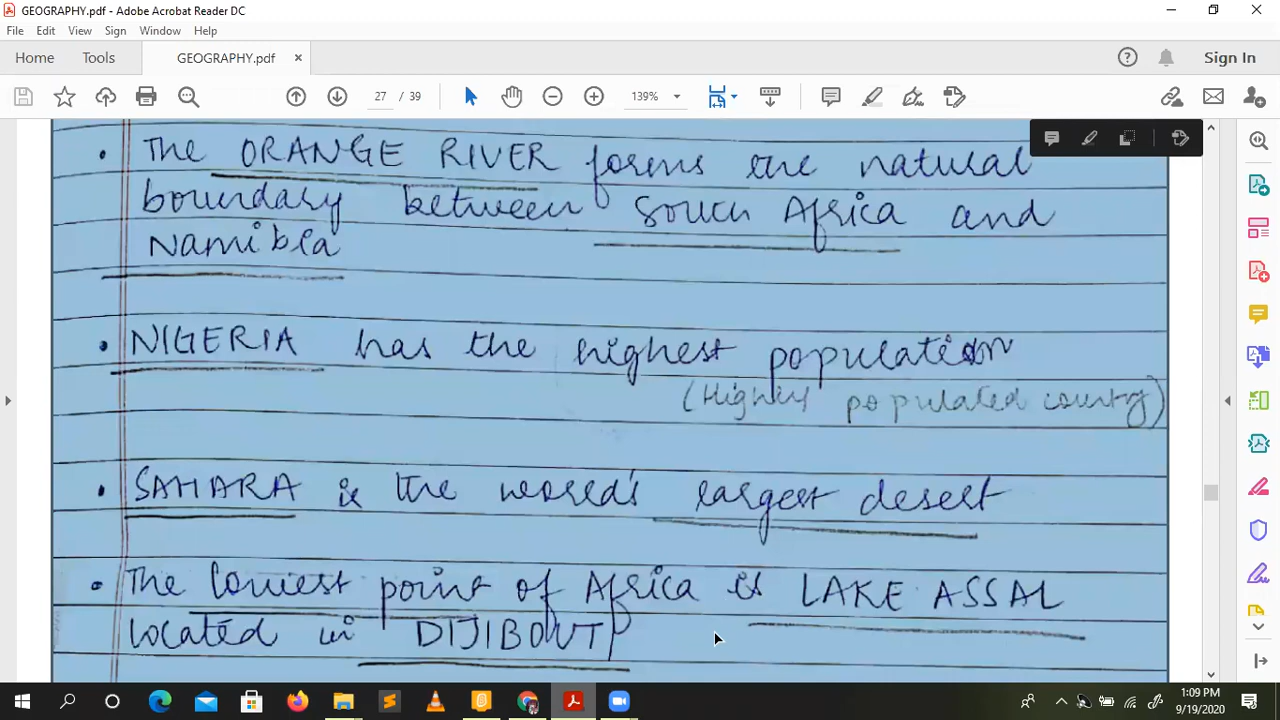 GEOGRAPHY.pdf - Adobe Acrobat Reader DC
File Edit View Sign Window Help
Home Tools GEOGRAPHY.pdf × Sign In
27 / 39 139%
• The ORANGE RIVER forms the natural
boundary between South Africa and
Namibia
• NIGERIA has the highest population
(Highly populated country)
• SAHARA is the world's largest desert
• The lowest point of Africa is LAKE ASSAL
located in DIJIBOUTI
1:09 PM
9/19/2020